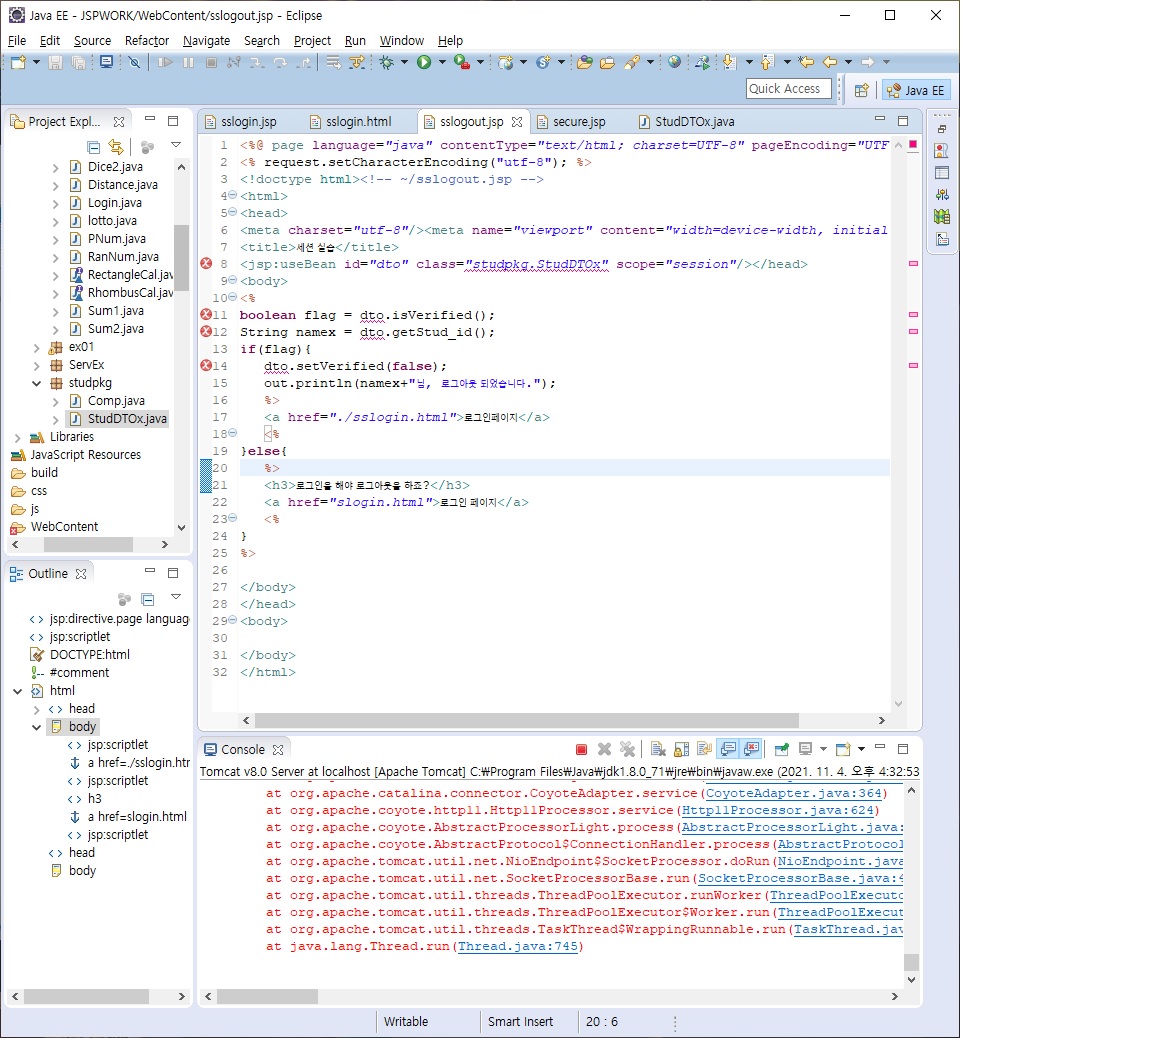 Java EE - JSPWORK/WebContent/sslogout.jsp - Eclipse
File Edit Source Refactor Navigate Search Project Run Window Help
Quick Access
Java EE
Project Expl...
Dice2.java
Distance.java
Login.java
lotto.java
PNum.java
RanNum.java
RectangleCal.jav
RhombusCal.jav
Sum1.java
Sum2.java
ex01
ServEx
studpkg
Comp.java
StudDTOx.java
Libraries
JavaScript Resources
build
css
js
WebContent
sslogin.jsp sslogin.html sslogout.jsp secure.jsp StudDTOx.java
1 <%@ page language="java" contentType="text/html; charset=UTF-8" pageEncoding="UTF
2 <% request.setCharacterEncoding("utf-8"); %>
3 <!doctype html><!-- ~/sslogout.jsp -->
4 <html>
5 <head>
6 <meta charset="utf-8"/><meta name="viewport" content="width=device-width, initial
7 <title>세션 실습</title>
8 <jsp:useBean id="dto" class="studpkg.StudDTOx" scope="session"/></head>
9 <body>
10 <%
11 boolean flag = dto.isVerified();
12 String namex = dto.getStud_id();
13 if(flag){
14 dto.setVerified(false);
15 out.println(namex+"님, 로그아웃 되었습니다.");
16 %>
17 <a href="./sslogin.html">로그인페이지</a>
18 <%
19 }else{
20 %>
21 <h3>로그인을 해야 로그아웃을 하죠?</h3>
22 <a href="slogin.html">로그인 페이지</a>
23 <%
24 }
25 %>
26
27 </body>
28 </head>
29 <body>
30
31 </body>
32 </html>
Outline
jsp:directive.page languag
jsp:scriptlet
DOCTYPE:html
#comment
html
head
body
jsp:scriptlet
a href=./sslogin.htr
jsp:scriptlet
h3
a href=slogin.html
jsp:scriptlet
head
body
Console
Tomcat v8.0 Server at localhost [Apache Tomcat] C:₩Program Files₩Java₩jdk1.8.0_71₩jre₩bin₩javaw.exe (2021. 11. 4. 오후 4:32:53
at org.apache.catalina.connector.CoyoteAdapter.service(CoyoteAdapter.java:364)
at org.apache.coyote.http11.Http11Processor.service(Http11Processor.java:624)
at org.apache.coyote.AbstractProcessorLight.process(AbstractProcessorLight.java:
at org.apache.coyote.AbstractProtocol$ConnectionHandler.process(AbstractProtocol
at org.apache.tomcat.util.net.NioEndpoint$SocketProcessor.doRun(NioEndpoint.java
at org.apache.tomcat.util.net.SocketProcessorBase.run(SocketProcessorBase.java:4
at org.apache.tomcat.util.threads.ThreadPoolExecutor.runWorker(ThreadPoolExecuto
at org.apache.tomcat.util.threads.ThreadPoolExecutor$Worker.run(ThreadPoolExecut
at org.apache.tomcat.util.threads.TaskThread$WrappingRunnable.run(TaskThread.jav
at java.lang.Thread.run(Thread.java:745)
Writable Smart Insert 20 : 6